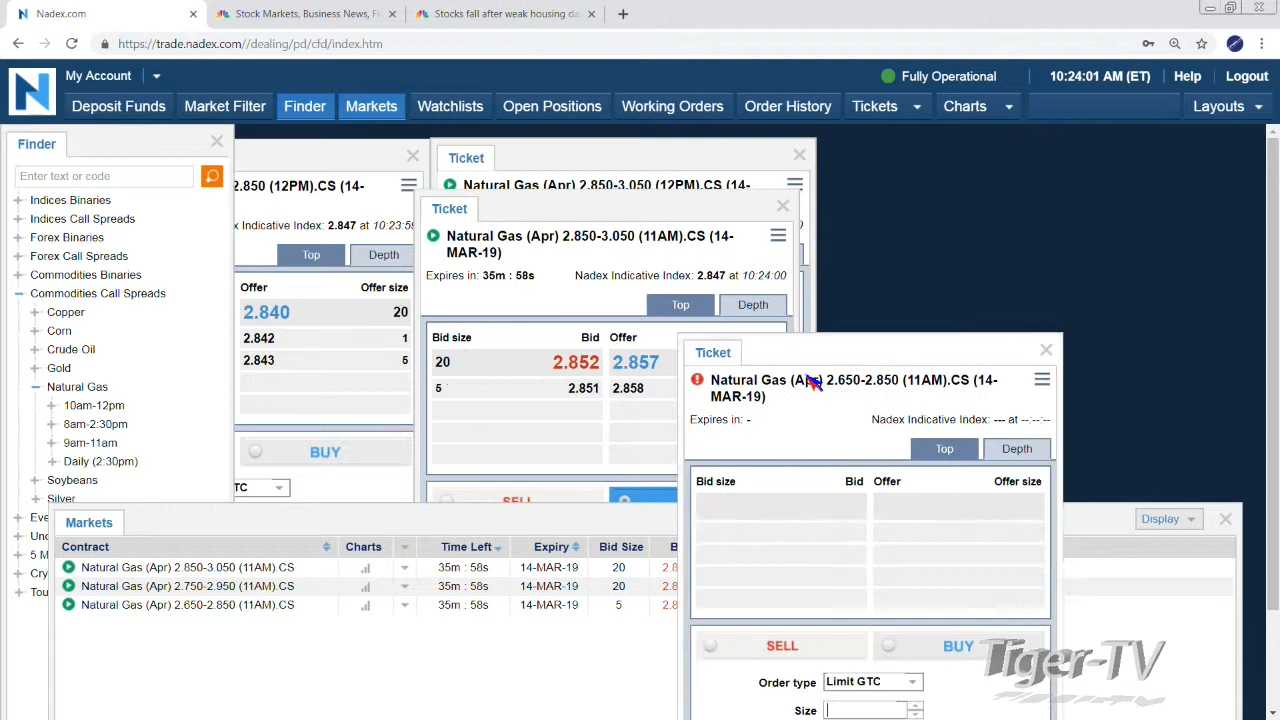 Nadex.com
Stock Markets, Business News, Fi
Stocks fall after weak housing da
https://trade.nadex.com//dealing/pd/cfd/index.htm
My Account
Fully Operational
10:24:01 AM (ET)
Help
Logout
Deposit Funds
Market Filter
Finder
Markets
Watchlists
Open Positions
Working Orders
Order History
Tickets
Charts
Layouts
Finder
Enter text or code
Indices Binaries
Indices Call Spreads
Forex Binaries
Forex Call Spreads
Commodities Binaries
Commodities Call Spreads
Copper
Corn
Crude Oil
Gold
Natural Gas
10am-12pm
8am-2:30pm
9am-11am
Daily (2:30pm)
Soybeans
Silver
Eve
Und
5 M
Cry
Tou
2.850 (12PM).CS (14-
x Indicative Index: 2.847 at 10:23:59
Top
Depth
Offer
Offer size
2.840
20
2.842
1
2.843
5
BUY
TC
Ticket
Natural Gas (Apr) 2.850-3.050 (12PM).CS (14-
Ticket
Natural Gas (Apr) 2.850-3.050 (11AM).CS (14-
MAR-19)
Expires in: 35m : 58s
Nadex Indicative Index: 2.847 at 10:24:00
Top
Depth
Bid size
Bid
Offer
20
2.852
2.857
5
2.851
2.858
SELL
Ticket
Natural Gas (Apr) 2.650-2.850 (11AM).CS (14-
MAR-19)
Expires in: -
Nadex Indicative Index: --- at --:--:--
Top
Depth
Bid size
Bid
Offer
Offer size
SELL
BUY
Order type
Limit GTC
Size
Markets
Display
Contract
Charts
Time Left
Expiry
Bid Size
B
Natural Gas (Apr) 2.850-3.050 (11AM).CS
35m : 58s
14-MAR-19
20
2.8
Natural Gas (Apr) 2.750-2.950 (11AM).CS
35m : 58s
14-MAR-19
20
2.8
Natural Gas (Apr) 2.650-2.850 (11AM).CS
35m : 58s
14-MAR-19
5
2.8
Tiger-TV